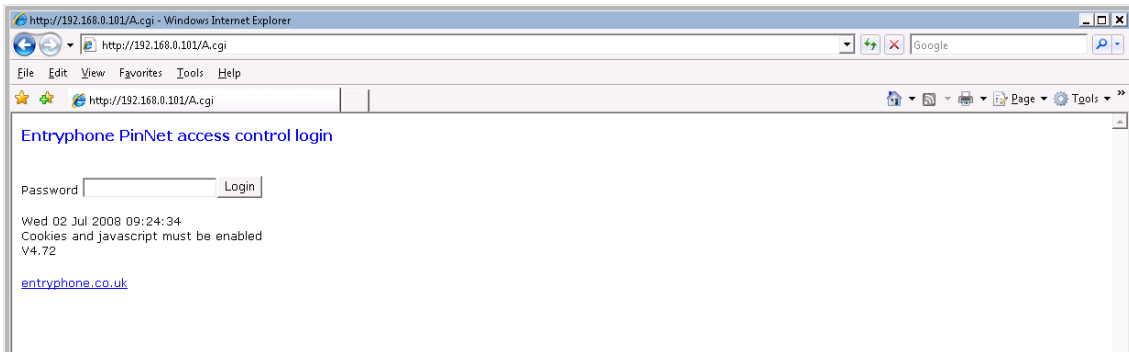 http://192.168.0.101/A.cgi - Windows Internet Explorer
http://192.168.0.101/A.cgi
Google
File Edit View Favorites Tools Help
http://192.168.0.101/A.cgi
Page Tools »
Entryphone PinNet access control login
Password Login
Wed 02 Jul 2008 09:24:34
Cookies and javascript must be enabled
V4.72
entryphone.co.uk